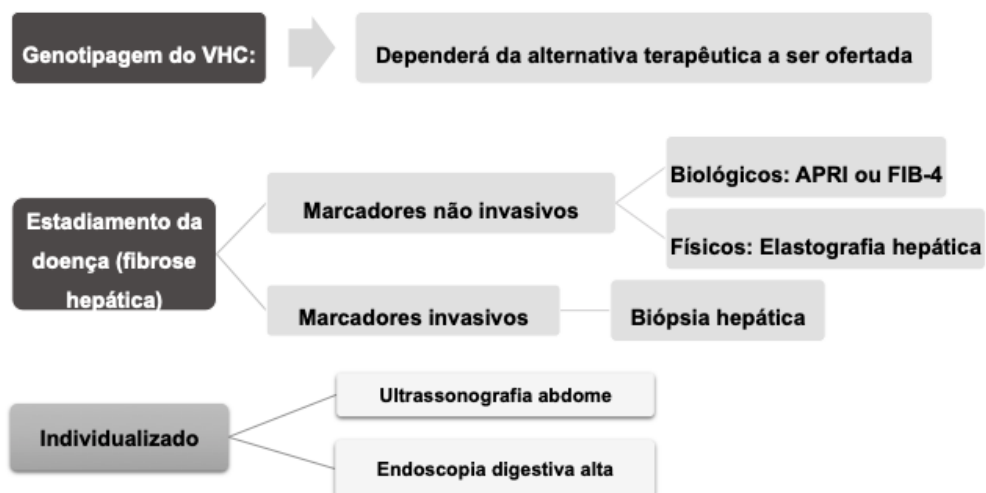 Genotipagem do VHC:
Dependerá da alternativa terapêutica a ser ofertada
Estadiamento da
doença (fibrose
hepática)
Marcadores não invasivos
Biológicos: APRI ou FIB-4
Físicos: Elastografia hepática
Marcadores invasivos
Biópsia hepática
Individualizado
Ultrassonografia abdome
Endoscopia digestiva alta